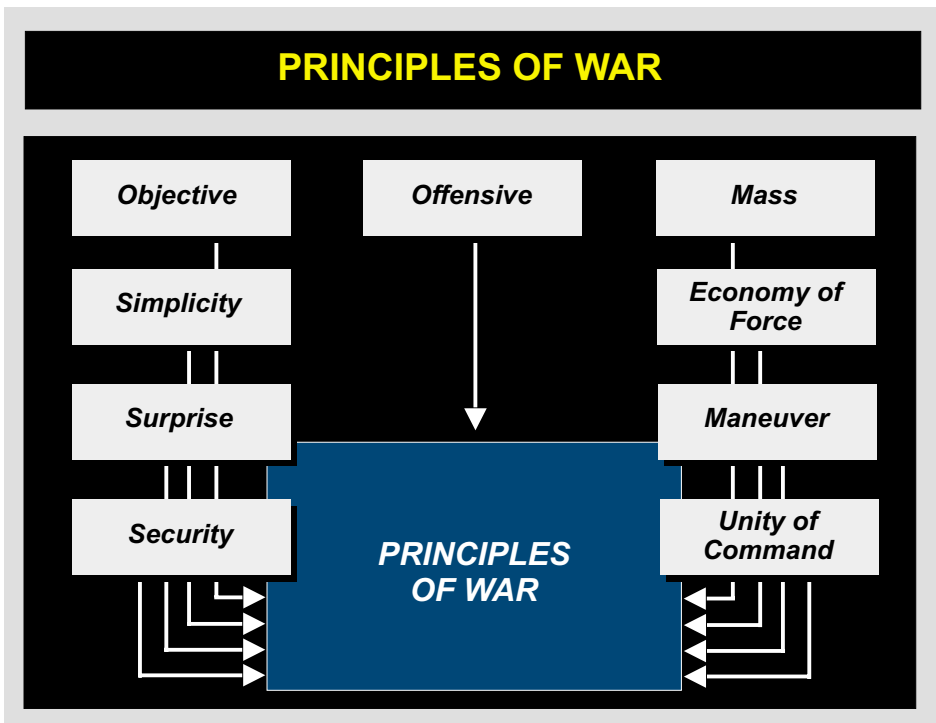 PRINCIPLES OF WAR
Objective
Offensive
Mass
Simplicity
Economy of
Force
Surprise
Maneuver
Security
Unity of
Command
PRINCIPLES
OF WAR